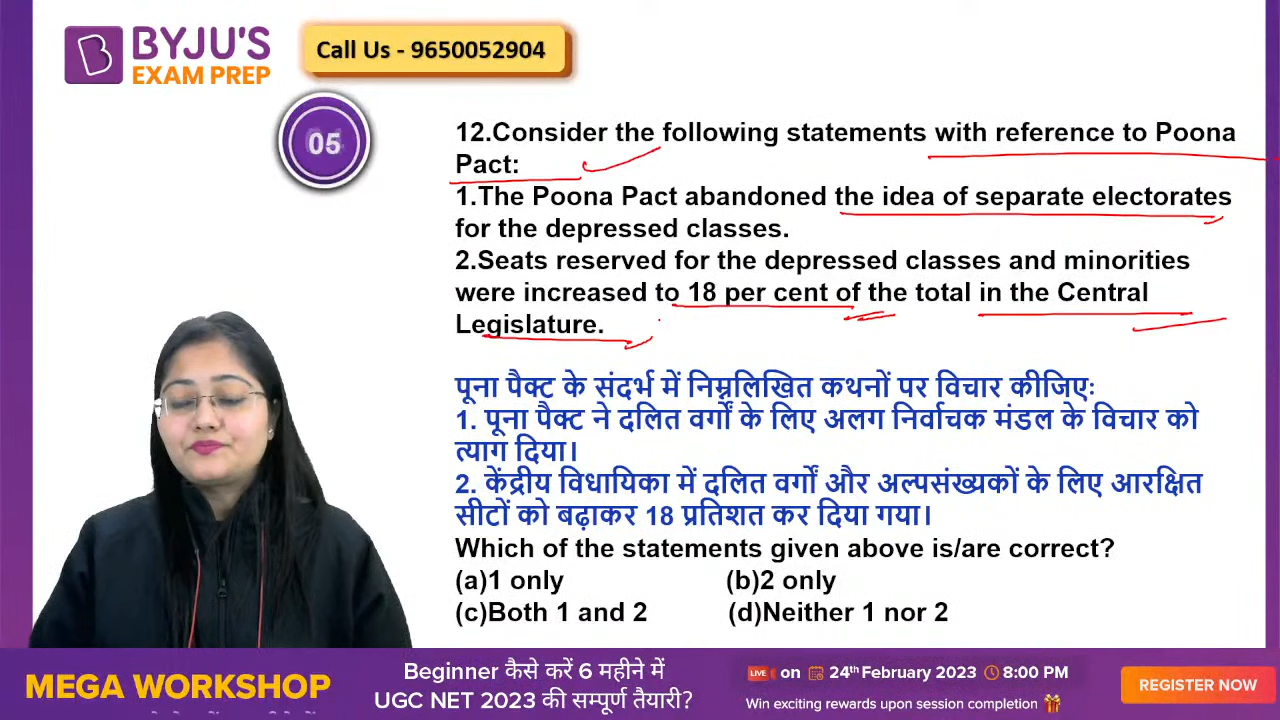 BYJU'S
EXAM PREP
Call Us - 9650052904
05
12.Consider the following statements with reference to Poona
Pact:
1.The Poona Pact abandoned the idea of separate electorates
for the depressed classes.
2.Seats reserved for the depressed classes and minorities
were increased to 18 per cent of the total in the Central
Legislature.
पूना पैक्ट के संदर्भ में निम्नलिखित कथनों पर विचार कीजिएः
1. पूना पैक्ट ने दलित वर्गों के लिए अलग निर्वाचक मंडल के विचार को
त्याग दिया।
2. केंद्रीय विधायिका में दलित वर्गों और अल्पसंख्यकों के लिए आरक्षित
सीटों को बढ़ाकर 18 प्रतिशत कर दिया गया।
Which of the statements given above is/are correct?
(a)1 only (b)2 only
(c)Both 1 and 2 (d)Neither 1 nor 2
MEGA WORKSHOP
Beginner कैसे करें 6 महीने में
UGC NET 2023 की सम्पूर्ण तैयारी?
LIVE on 24th February 2023 8:00 PM
Win exciting rewards upon session completion
REGISTER NOW